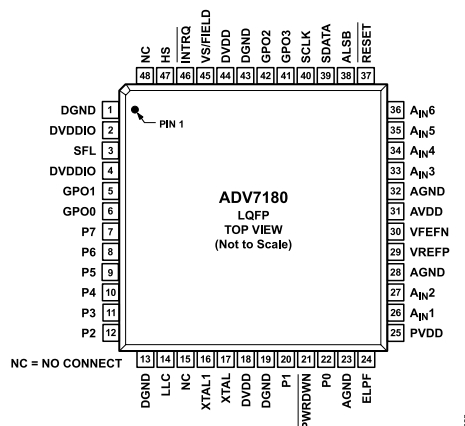 NC
HS
INTRQ
VS/FIELD
DVDD
DGND
GPO2
GPO3
SCLK
SDATA
ALSB
RESET
48 47 46 45 44 43 42 41 40 39 38 37
DGND 1
DVDDIO 2
SFL 3
DVDDIO 4
GPO1 5
GPO0 6
P7 7
P6 8
P5 9
P4 10
P3 11
P2 12
PIN 1
ADV7180
LQFP
TOP VIEW
(Not to Scale)
36 AIN6
35 AIN5
34 AIN4
33 AIN3
32 AGND
31 AVDD
30 VFEFN
29 VREFP
28 AGND
27 AIN2
26 AIN1
25 PVDD
NC = NO CONNECT
13 14 15 16 17 18 19 20 21 22 23 24
DGND
LLC
NC
XTAL1
XTAL
DVDD
DGND
P1
PWRDWN
P0
AGND
ELPF